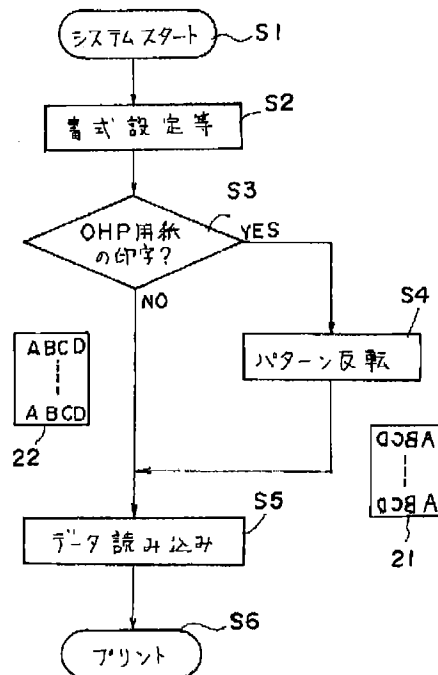 システムスタート
S1
書式設定等
S2
OHP用紙
の印字?
S3
YES
NO
パターン反転
S4
ABCD
ABCD
22
ABCD
ABCD
21
データ読み込み
S5
プリント
S6